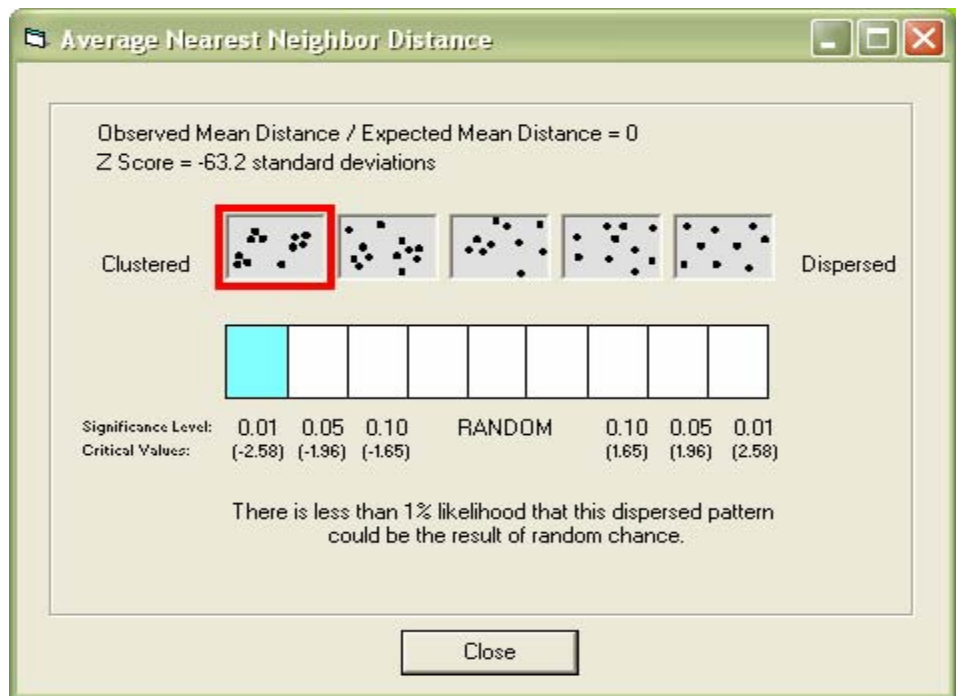 Average Nearest Neighbor Distance
Observed Mean Distance / Expected Mean Distance = 0
Z Score = -63.2 standard deviations
Clustered
Dispersed
Significance Level: 0.01 0.05 0.10 RANDOM 0.10 0.05 0.01
Critical Values: (-2.58) (-1.96) (-1.65) (1.65) (1.96) (2.58)
There is less than 1% likelihood that this dispersed pattern
could be the result of random chance.
Close